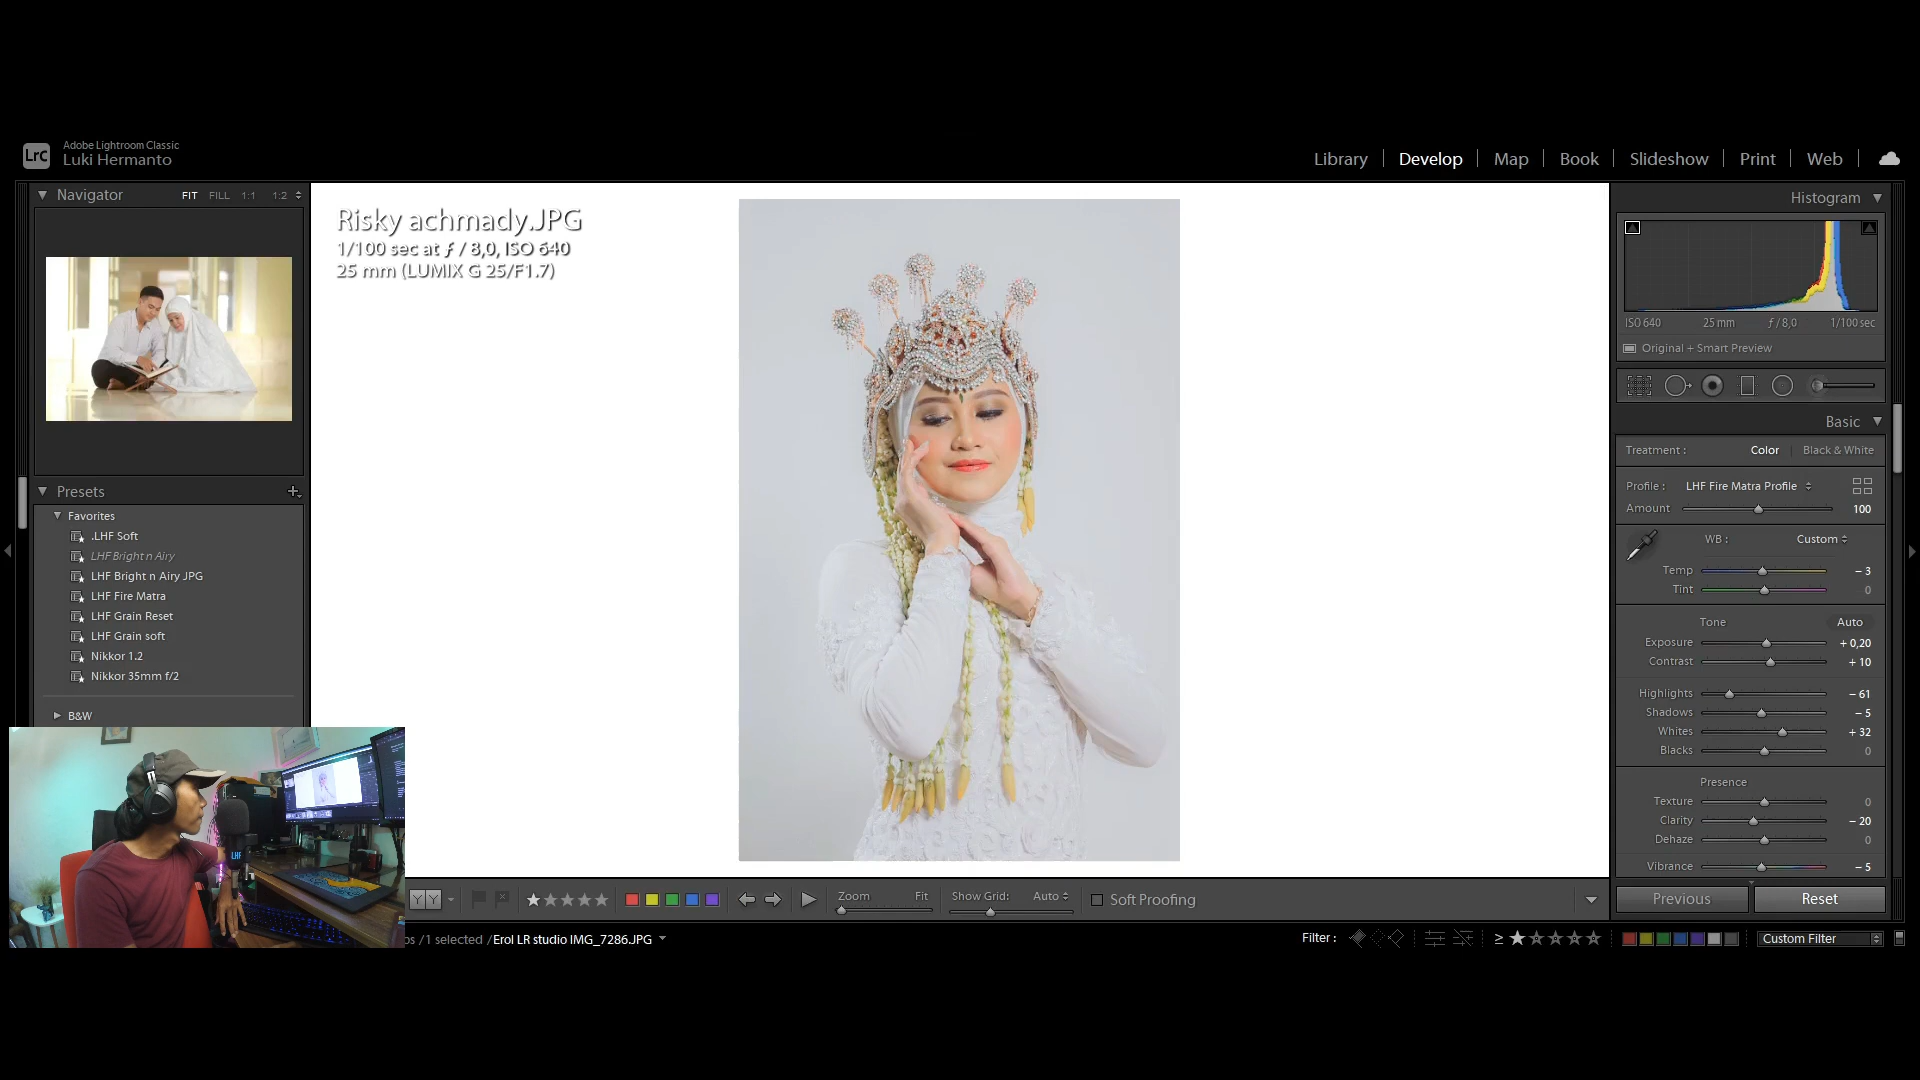 Lrc
Adobe Lightroom Classic
Luki Hermanto
Library
Develop
Map
Book
Slideshow
Print
Web
Navigator
FIT
FILL
1:1
1:2
Presets
Favorites
.LHF Soft
LHF Bright n Airy
LHF Bright n Airy JPG
LHF Fire Matra
LHF Grain Reset
LHF Grain soft
Nikkor 1.2
Nikkor 35mm f/2
B&W
Risky achmady.JPG
1/100 sec at ƒ / 8,0, ISO 640
25 mm (LUMIX G 25/F1.7)
LHF
Y Y
Zoom
Fit
Show Grid:
Auto
Soft Proofing
os /1 selected /Erol LR studio IMG_7286.JPG
Filter :
≥
Custom Filter
Histogram
ISO 640
25 mm
ƒ / 8,0
1/100 sec
Original + Smart Preview
Basic
Treatment :
Color
Black & White
Profile :
LHF Fire Matra Profile
Amount
100
WB :
Custom
Temp
– 3
Tint
0
Tone
Auto
Exposure
+ 0,20
Contrast
+ 10
Highlights
– 61
Shadows
– 5
Whites
+ 32
Blacks
0
Presence
Texture
0
Clarity
– 20
Dehaze
0
Vibrance
– 5
Previous
Reset